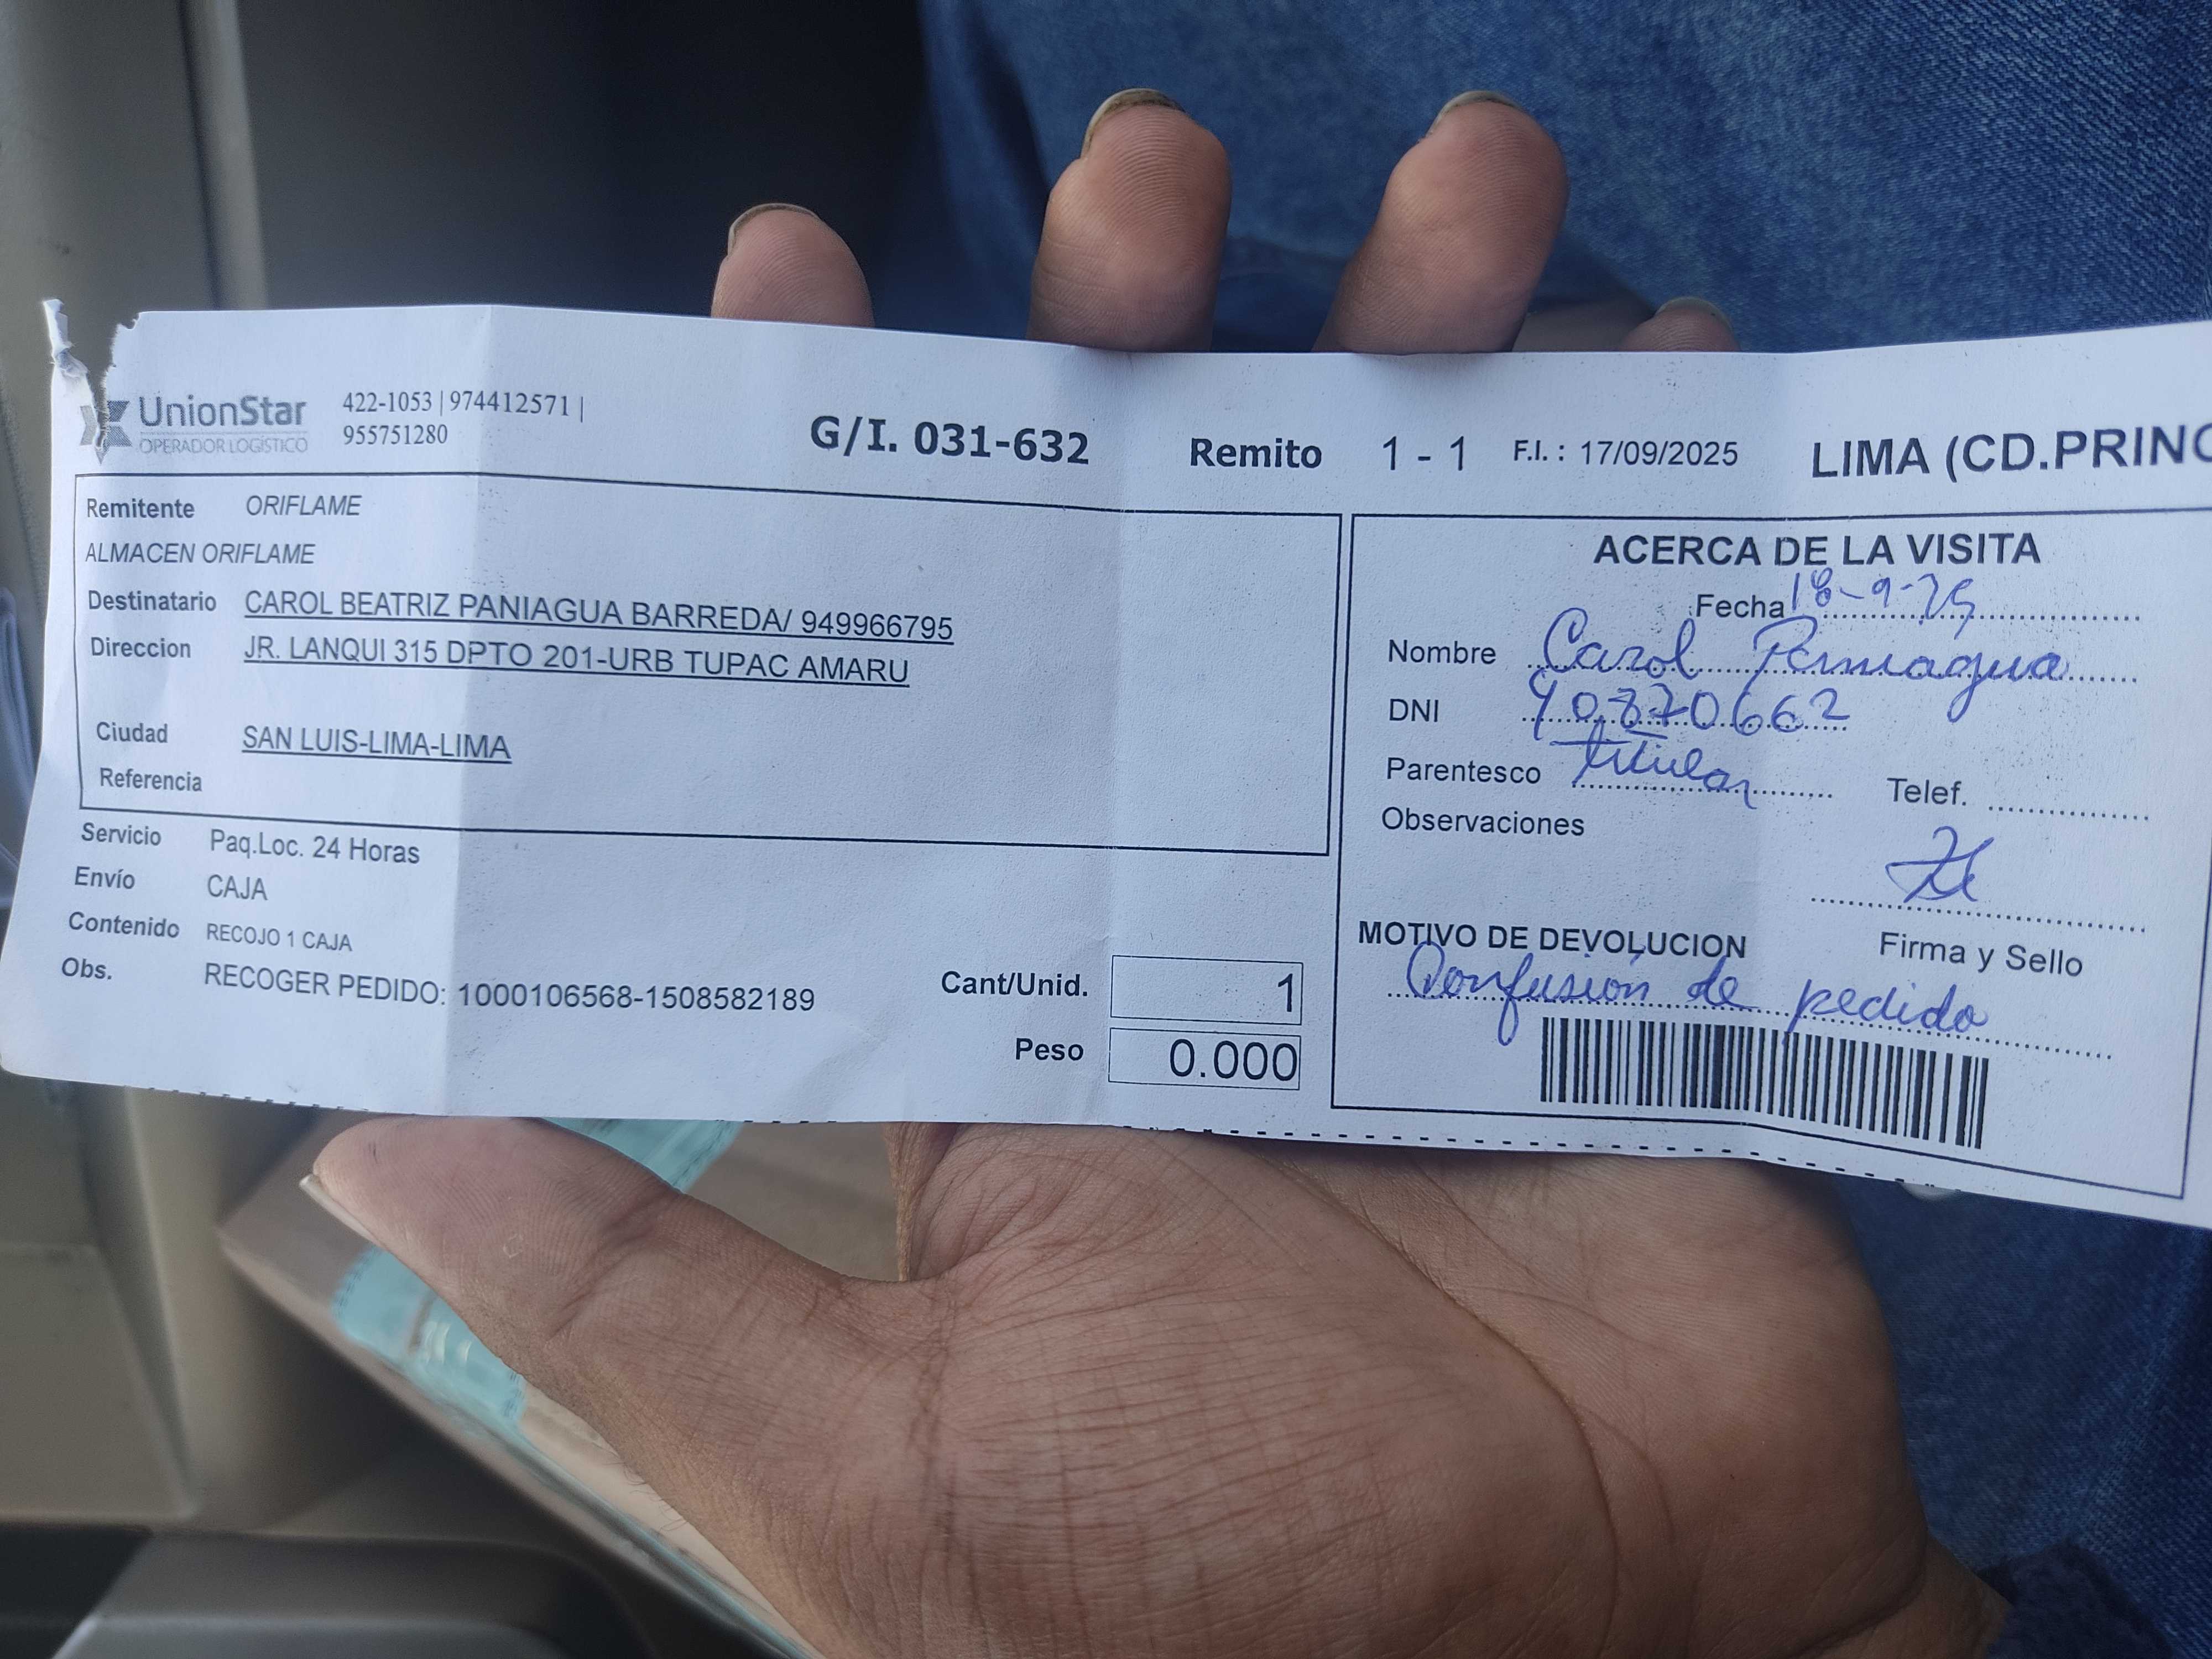 UnionStar
OPERADOR LOGÍSTICO
422-1053 | 974412571 |
955751280
G/I. 031-632
Remito 1 - 1 F.I. : 17/09/2025
LIMA (CD.PRINC
Remitente ORIFLAME
ALMACEN ORIFLAME
Destinatario CAROL BEATRIZ PANIAGUA BARREDA/ 949966795
Direccion JR. LANQUI 315 DPTO 201-URB TUPAC AMARU
Ciudad SAN LUIS-LIMA-LIMA
Referencia
Servicio Paq.Loc. 24 Horas
Envío CAJA
Contenido RECOJO 1 CAJA
Obs. RECOGER PEDIDO: 1000106568-1508582189
Cant/Unid. 1
Peso 0.000
ACERCA DE LA VISITA
Fecha 18-9-25
Nombre Carol Paniagua
DNI 40870662
Parentesco titular Telef.
Observaciones
Firma y Sello
MOTIVO DE DEVOLUCION
Confusión de pedido